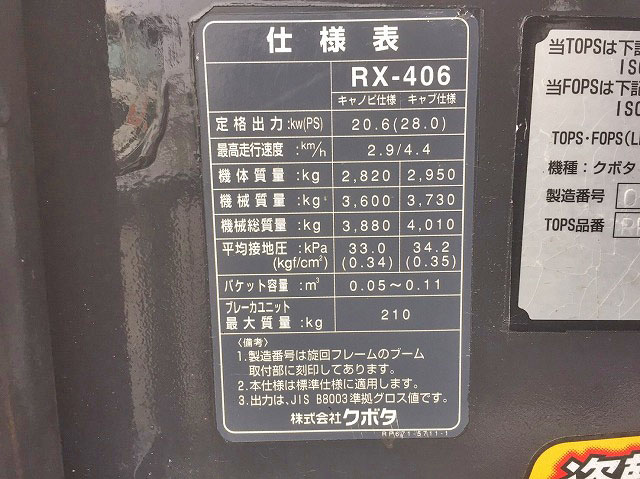 仕様表
RX-406
キャノピ仕様 キャブ仕様
定格出力:kw(PS) 20.6(28.0)
最高走行速度:km/h 2.9/4.4
機体質量:kg 2,820 2,950
機械質量:kg 3,600 3,730
機械総質量:kg 3,880 4,010
平均接地圧:kPa 33.0 34.2
(kgf/cm²) (0.34) (0.35)
バケット容量:m³ 0.05～0.11
ブレーカユニット
最大質量:kg 210
〈備考〉
1.製造番号は旋回フレームのブーム
取付部に刻印してあります。
2.本仕様は標準仕様に適用します。
3.出力は、JIS B8003準拠グロス値です。
株式会社クボタ
RP671-5711-1
当TOPSは下記
ISO
当FOPSは下記
ISO
TOPS・FOPS(L
機種：クボタ
製造番号
TOPS品番
盗難